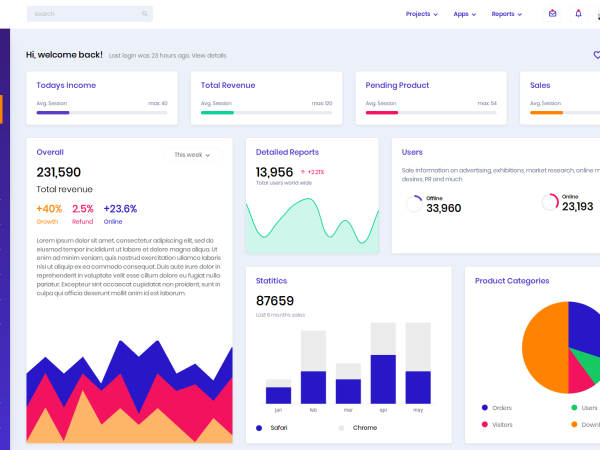 search
Projects
Apps
Reports
Hi, welcome back!
Last login was 23 hours ago. View details
Todays Income
Avg. Session
max: 40
Total Revenue
Avg. Session
max: 120
Pending Product
Avg. Session
max: 54
Sales
Avg. Session
Overall
This week
231,590
Total revenue
+40%
2.5%
+23.6%
Growth
Refund
Online
Lorem ipsum dolor sit amet, consectetur adipiscing elit, sed do
eiusmod tempor incididunt ut labore et dolore magna aliqua. Ut
enim ad minim veniam, quis nostrud exercitation ullamco laboris
nisi ut aliquip ex ea commodo consequat. Duis aute irure dolor in
reprehenderit in voluptate velit esse cillum dolore eu fugiat nulla
pariatur. Excepteur sint occaecat cupidatat non proident, sunt in
culpa qui officia deserunt mollit anim id est laborum.
Detailed Reports
13,956
+2.21%
Total users world wide
Users
Sale information on advertising, exhibitions, market research, online m
desires, PR and much
Offline
33,960
Online
23,193
Statitics
87659
Last 6 months sales
jan
feb
mar
apr
may
Safari
Chrome
Product Categories
Orders
Users
Visitors
Downl